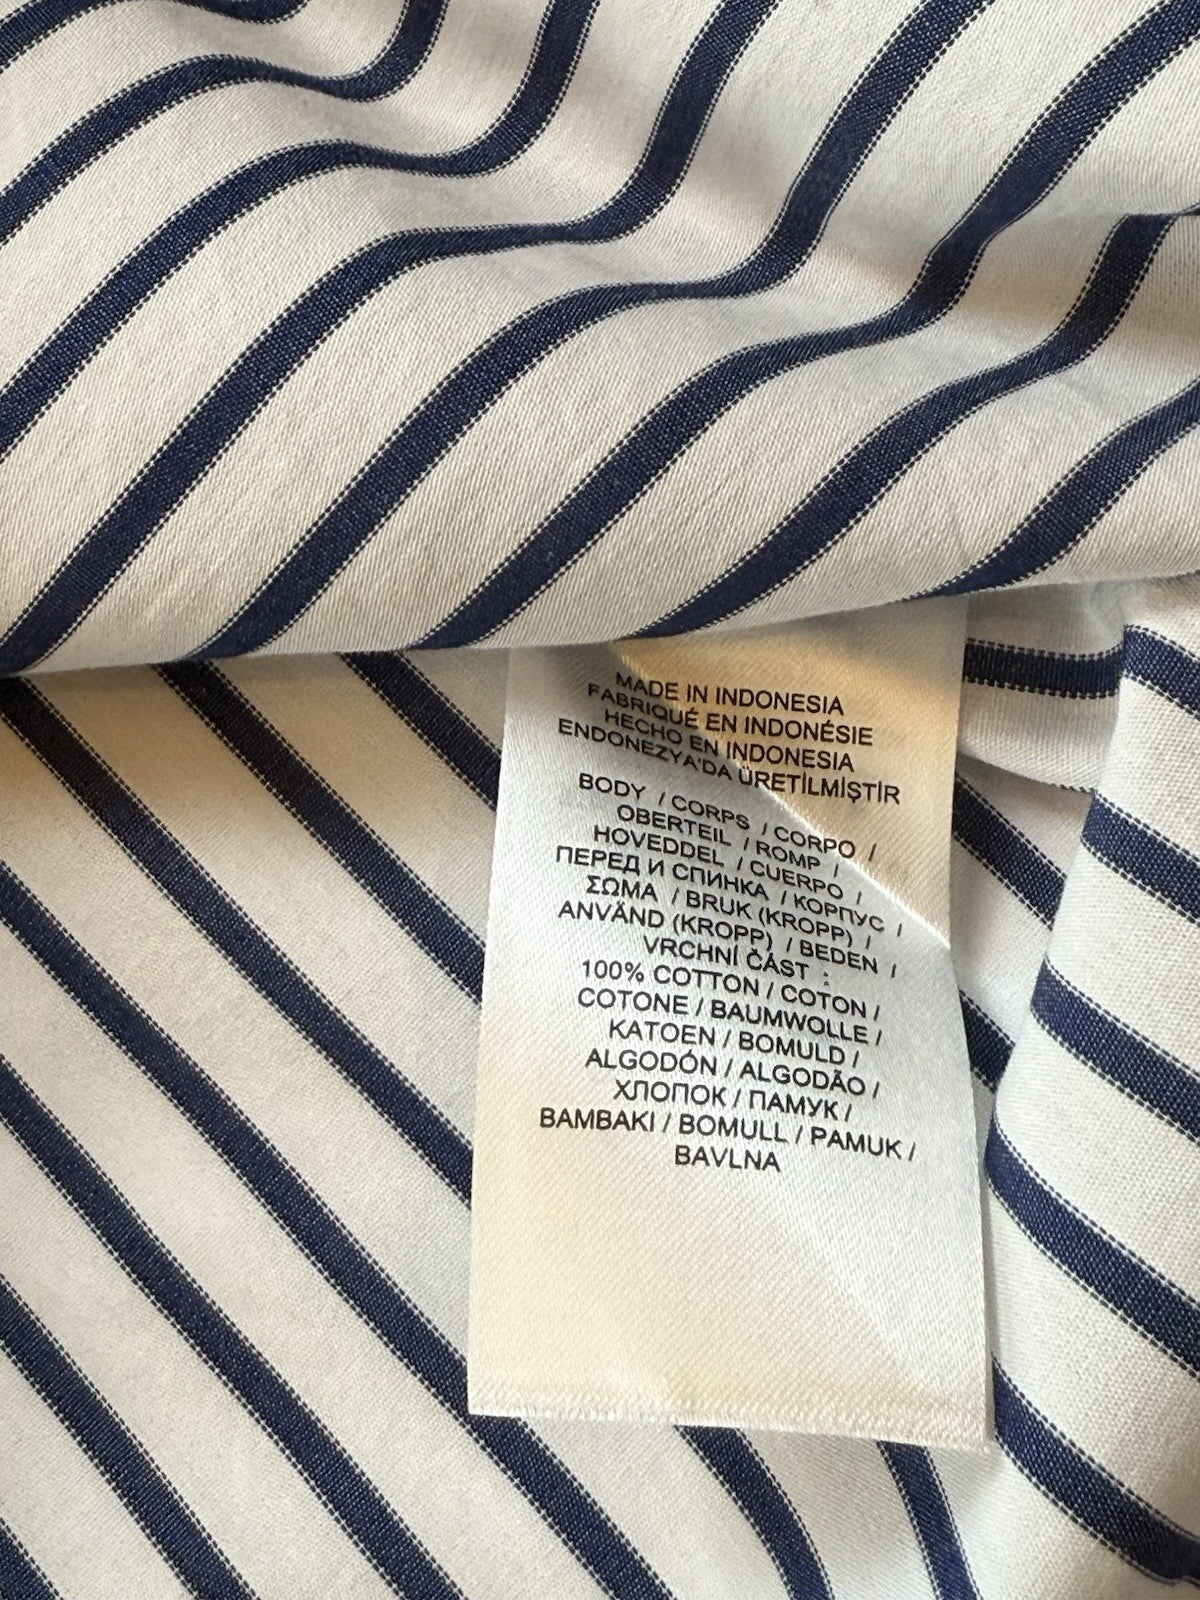 MADE IN INDONESIA
FABRIQUÉ EN INDONÉSIE
HECHO EN INDONESIA
ENDONEZYA'DA ÜRETİLMİŞTİR
BODY / CORPS / CORPO /
OBERTEIL / ROMP /
HOVEDDEL / CUERPO /
ПЕРЕД И СПИНКА / КОРПУС /
ΣΩΜΑ / BRUK (KROPP) /
ANVÄND (KROPP) / BEDEN /
VRCHNÍ ČÁST :
100% COTTON / COTON /
COTONE / BAUMWOLLE /
KATOEN / BOMULD /
ALGODÓN / ALGODÃO /
ХЛОПОК / ПАМУК /
ΒΑΜΒΑΚΙ / BOMULL / PAMUK /
BAVLNA